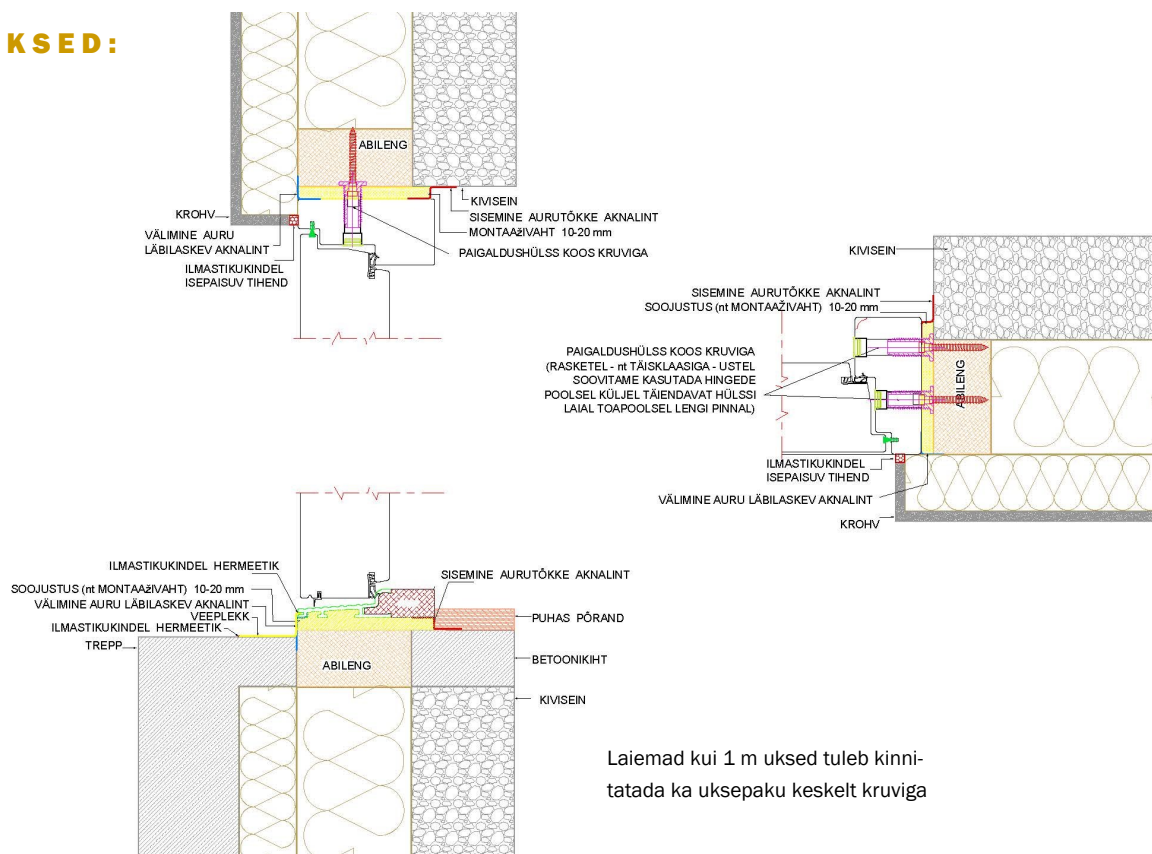 KSED:
ABILENG
KIVISEIN
SISEMINE AURUTÕKKE AKNALINT
MONTAAžIVAHT 10-20 mm
PAIGALDUSHÜLSS KOOS KRUVIGA
KROHV
VÄLIMINE AURU
LÄBILASKEV AKNALINT
ILMASTIKUKINDEL
ISEPAISUV TIHEND
KIVISEIN
SISEMINE AURUTÕKKE AKNALINT
SOOJUSTUS (nt MONTAAŽIVAHT) 10-20 mm
PAIGALDUSHÜLSS KOOS KRUVIGA
(RASKETEL - nt TÄISKLAASIGA - USTEL
SOOVITAME KASUTADA HINGEDE
POOLSEL KÜLJEL TÄIENDAVAT HÜLSSI
LAIAL TOAPOOLSEL LENGI PINNAL)
ABILENG
ILMASTIKUKINDEL
ISEPAISUV TIHEND
VÄLIMINE AURU LÄBILASKEV AKNALINT
KROHV
ILMASTIKUKINDEL HERMEETIK
SOOJUSTUS (nt MONTAAžIVAHT) 10-20 mm
VÄLIMINE AURU LÄBILASKEV AKNALINT
VEEPLEKK
ILMASTIKUKINDEL HERMEETIK
TREPP
SISEMINE AURUTÕKKE AKNALINT
PUHAS PÕRAND
BETOONIKIHT
ABILENG
KIVISEIN
Laiemad kui 1 m uksed tuleb kinni-
tatada ka uksepaku keskelt kruviga